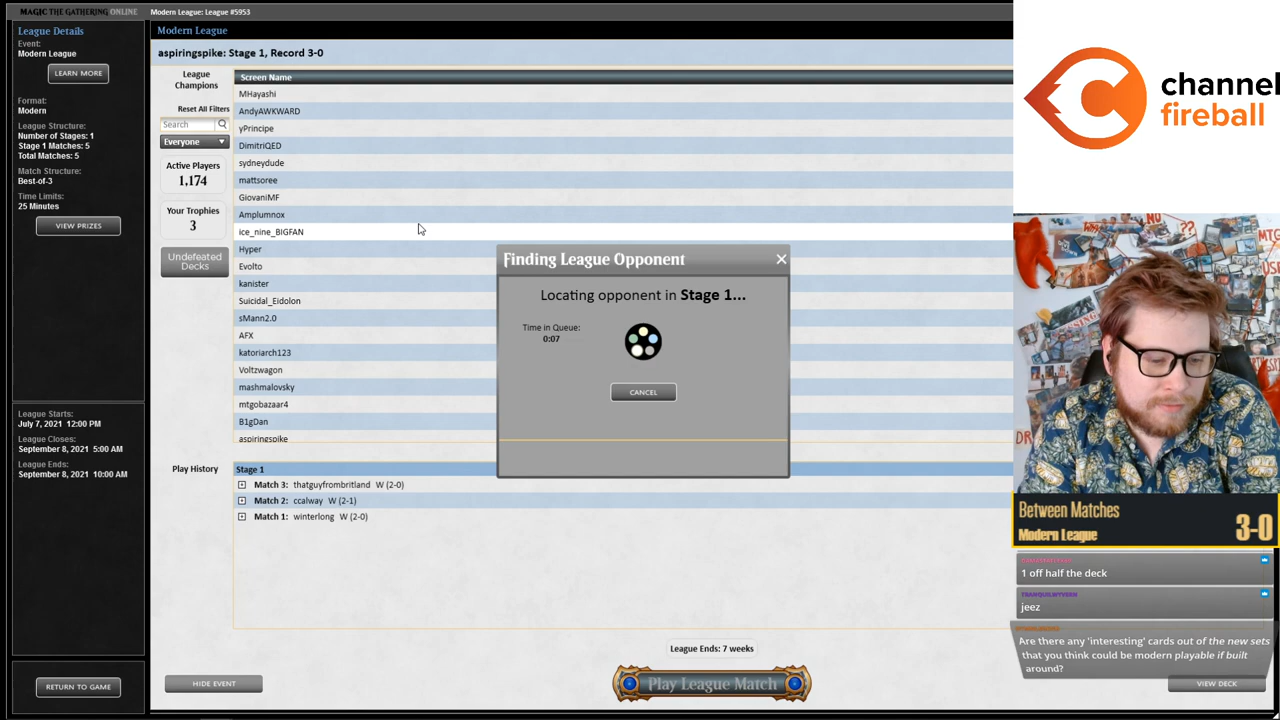 MAGIC THE GATHERING ONLINE
Modern League: League #5953
League Details
Event:
Modern League
LEARN MORE
Format:
Modern
League Structure:
Number of Stages: 1
Stage 1 Matches: 5
Total Matches: 5
Match Structure:
Best-of-3
Time Limits:
25 Minutes
VIEW PRIZES
League Starts:
July 7, 2021 12:00 PM
League Closes:
September 8, 2021 5:00 AM
League Ends:
September 8, 2021 10:00 AM
RETURN TO GAME
Modern League
aspiringspike: Stage 1, Record 3-0
League
Champions
Reset All Filters
Search
Everyone
Active Players
1,174
Your Trophies
3
Undefeated
Decks
Screen Name
MHayashi
AndyAWKWARD
yPrincipe
DimitriQED
sydneydude
mattsoree
GiovaniMF
Amplumnox
ice_nine_BIGFAN
Hyper
Evolto
kanister
Suicidal_Eidolon
sMann2.0
AFX
katoriarch123
Voltzwagon
mashmalovsky
mtgobazaar4
B1gDan
aspiringspike
Finding League Opponent
Locating opponent in Stage 1...
Time in Queue:
0:07
CANCEL
Play History
Stage 1
Match 3: thatguyfrombritland W (2-0)
Match 2: ccalway W (2-1)
Match 1: winterlong W (2-0)
League Ends: 7 weeks
HIDE EVENT
Play League Match
VIEW DECK
channel
fireball
NO
Between Matches
Modern League
3-0
1 off half the deck
jeez
Are there any 'interesting' cards out of the new sets
that you think could be modern playable if built
around?